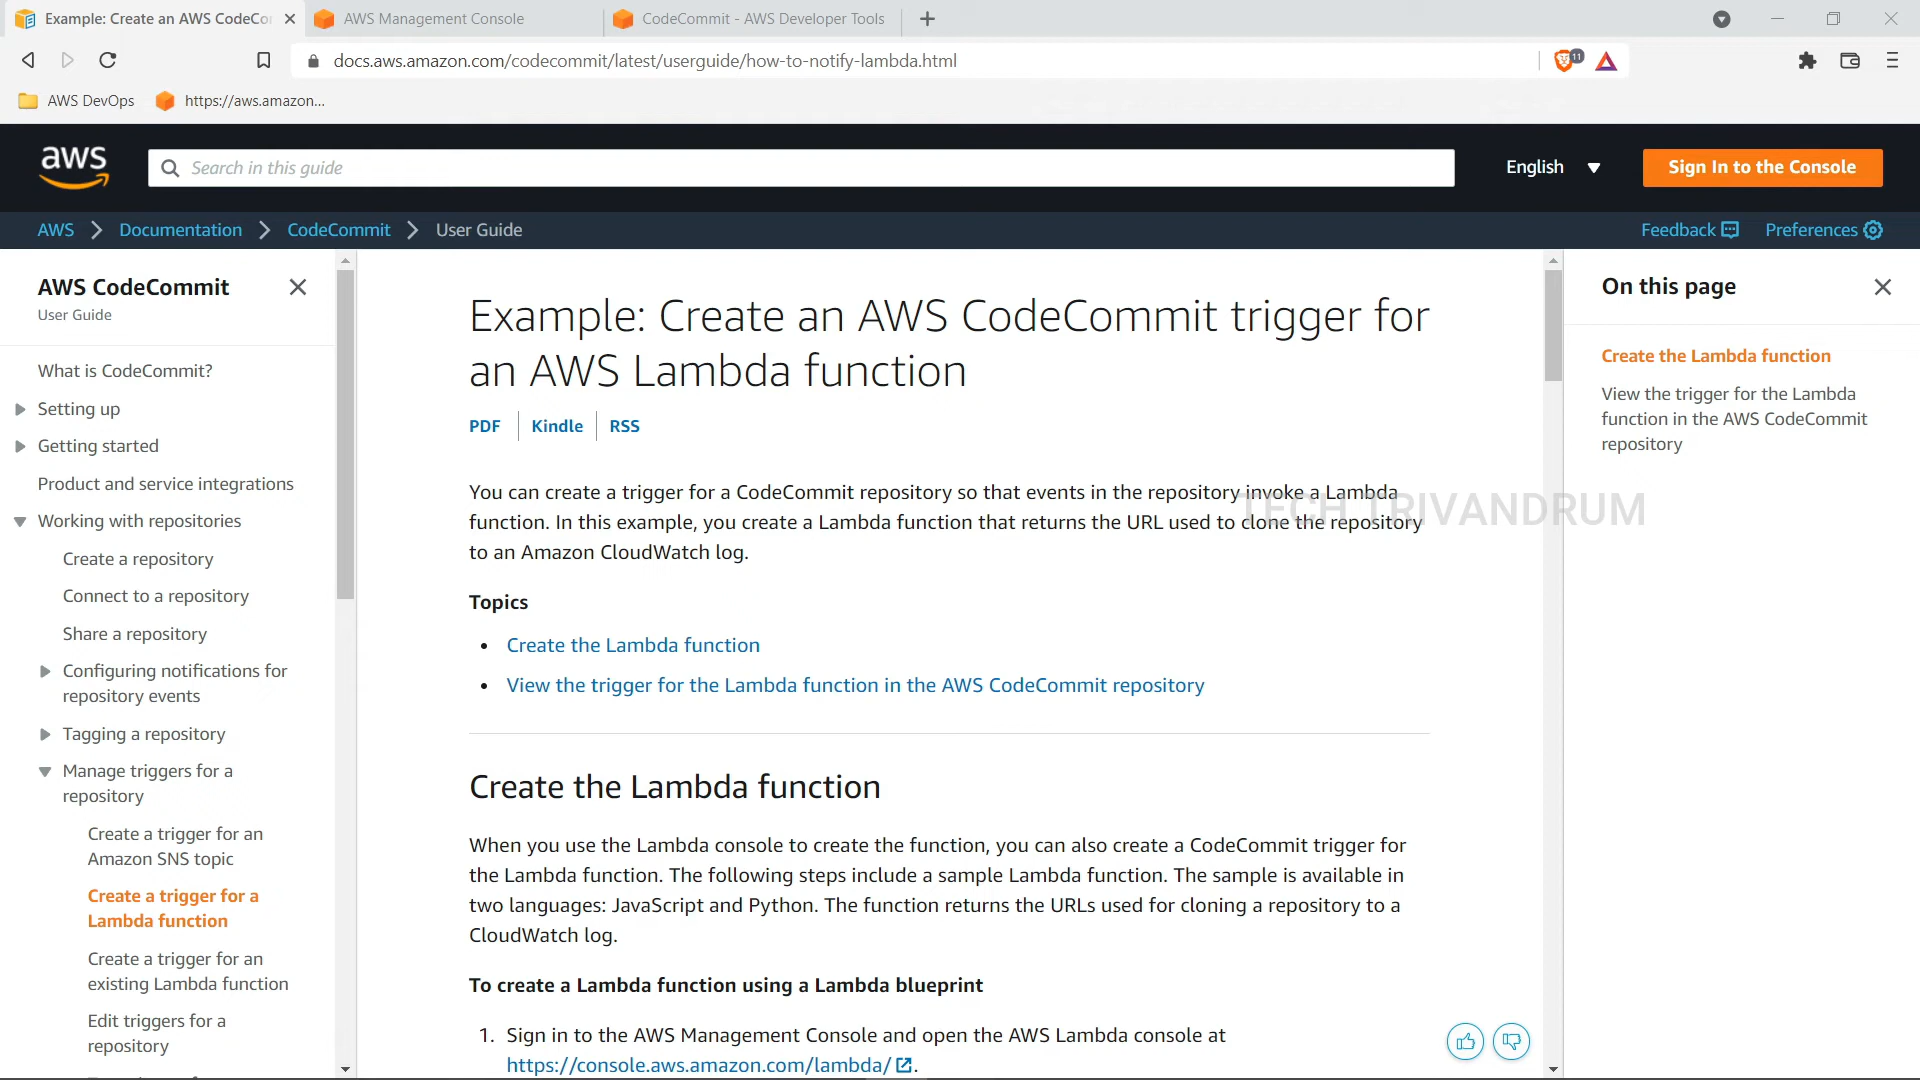 Example: Create an AWS CodeCo
AWS Management Console
CodeCommit - AWS Developer Tools
docs.aws.amazon.com/codecommit/latest/userguide/how-to-notify-lambda.html
11
AWS DevOps
https://aws.amazon...
aws
Search in this guide
English
Sign In to the Console
AWS
Documentation
CodeCommit
User Guide
Feedback
Preferences
AWS CodeCommit
User Guide
What is CodeCommit?
Setting up
Getting started
Product and service integrations
Working with repositories
Create a repository
Connect to a repository
Share a repository
Configuring notifications for
repository events
Tagging a repository
Manage triggers for a
repository
Create a trigger for an
Amazon SNS topic
Create a trigger for a
Lambda function
Create a trigger for an
existing Lambda function
Edit triggers for a
repository
Example: Create an AWS CodeCommit trigger for
an AWS Lambda function
PDF
Kindle
RSS
You can create a trigger for a CodeCommit repository so that events in the repository invoke a Lambda
function. In this example, you create a Lambda function that returns the URL used to clone the repository
to an Amazon CloudWatch log.
TECH TRIVANDRUM
Topics
• Create the Lambda function
• View the trigger for the Lambda function in the AWS CodeCommit repository
Create the Lambda function
When you use the Lambda console to create the function, you can also create a CodeCommit trigger for
the Lambda function. The following steps include a sample Lambda function. The sample is available in
two languages: JavaScript and Python. The function returns the URLs used for cloning a repository to a
CloudWatch log.
To create a Lambda function using a Lambda blueprint
1. Sign in to the AWS Management Console and open the AWS Lambda console at
https://console.aws.amazon.com/lambda/.
On this page
Create the Lambda function
View the trigger for the Lambda
function in the AWS CodeCommit
repository